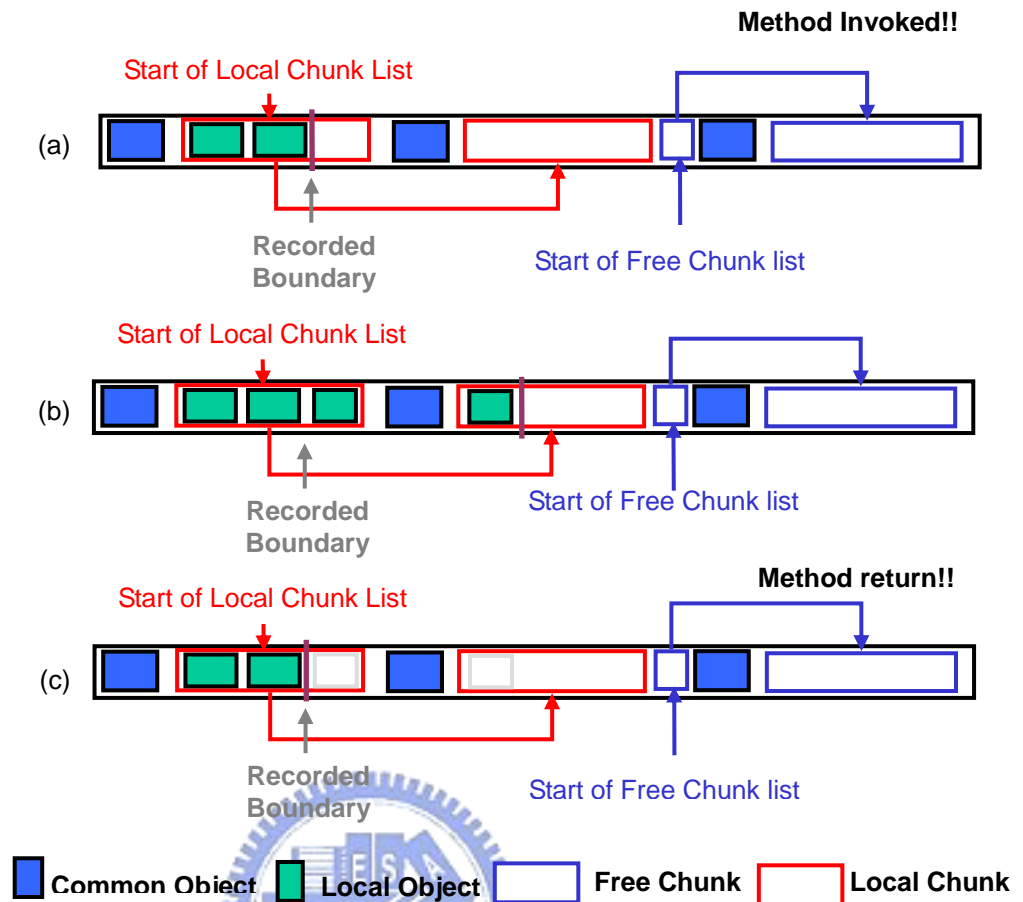 Method Invoked!!
Start of Local Chunk List
(a)
Recorded
Boundary
Start of Free Chunk list
Start of Local Chunk List
(b)
Recorded
Boundary
Start of Free Chunk list
Method return!!
Start of Local Chunk List
(c)
Recorded
Boundary
Start of Free Chunk list
E S A
Common Object
Local Object
Free Chunk
Local Chunk